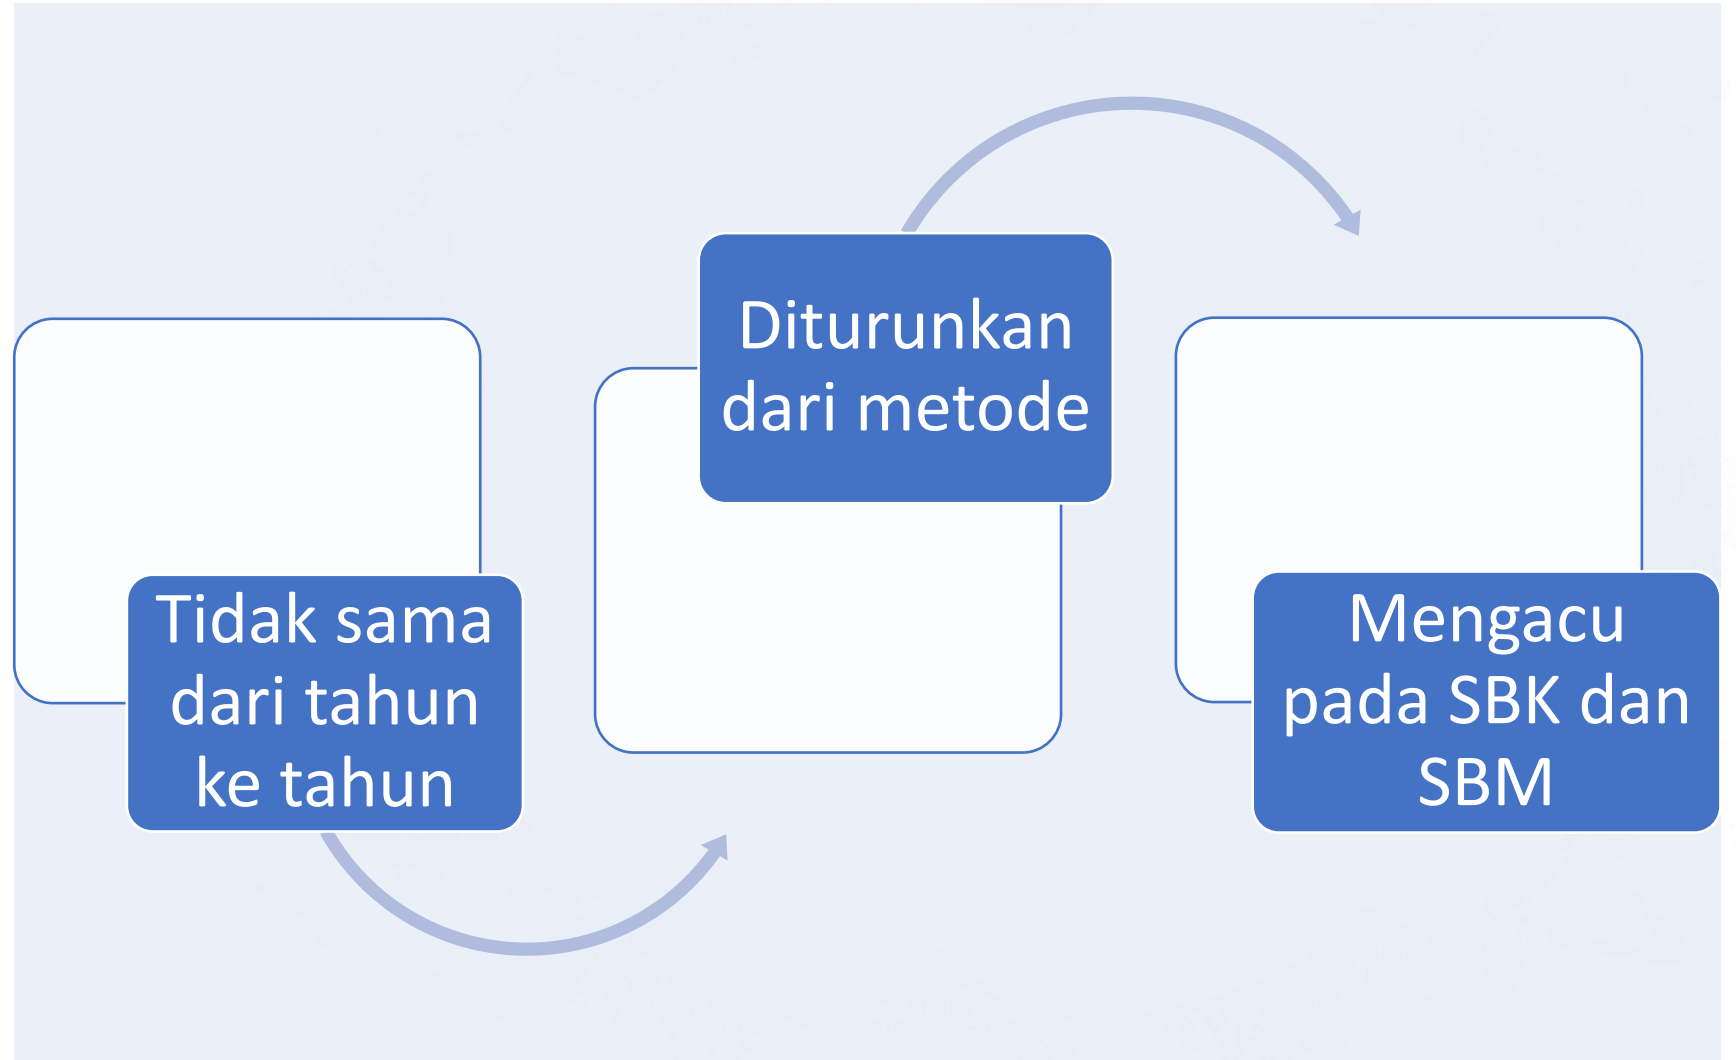 Tidak sama
dari tahun
ke tahun
Diturunkan
dari metode
Mengacu
pada SBK dan
SBM